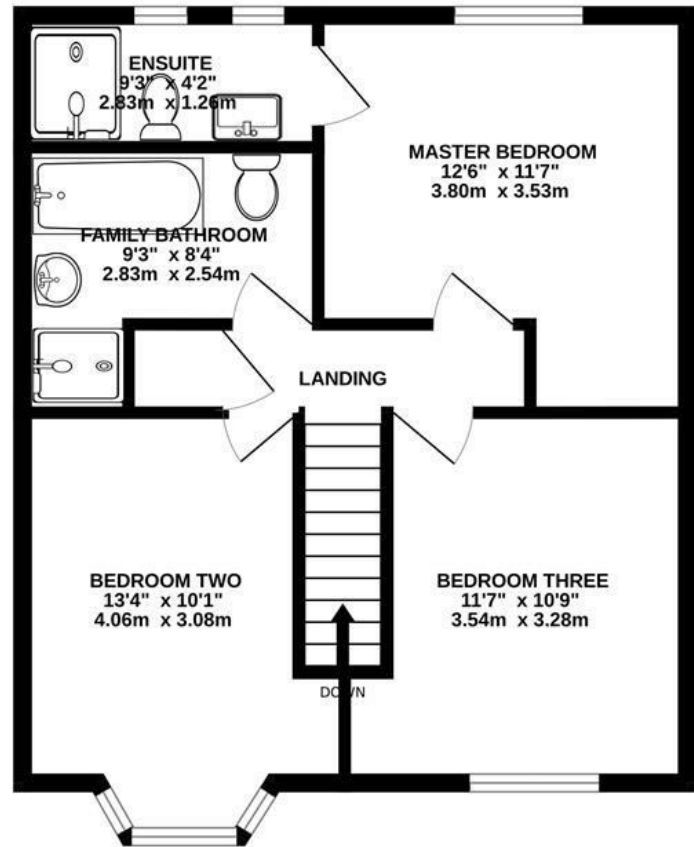 ENSUITE
9'3" x 4'2"
2.83m x 1.26m
MASTER BEDROOM
12'6" x 11'7"
3.80m x 3.53m
FAMILY BATHROOM
9'3" x 8'4"
2.83m x 2.54m
LANDING
BEDROOM TWO
13'4" x 10'1"
4.06m x 3.08m
BEDROOM THREE
11'7" x 10'9"
3.54m x 3.28m
DOWN